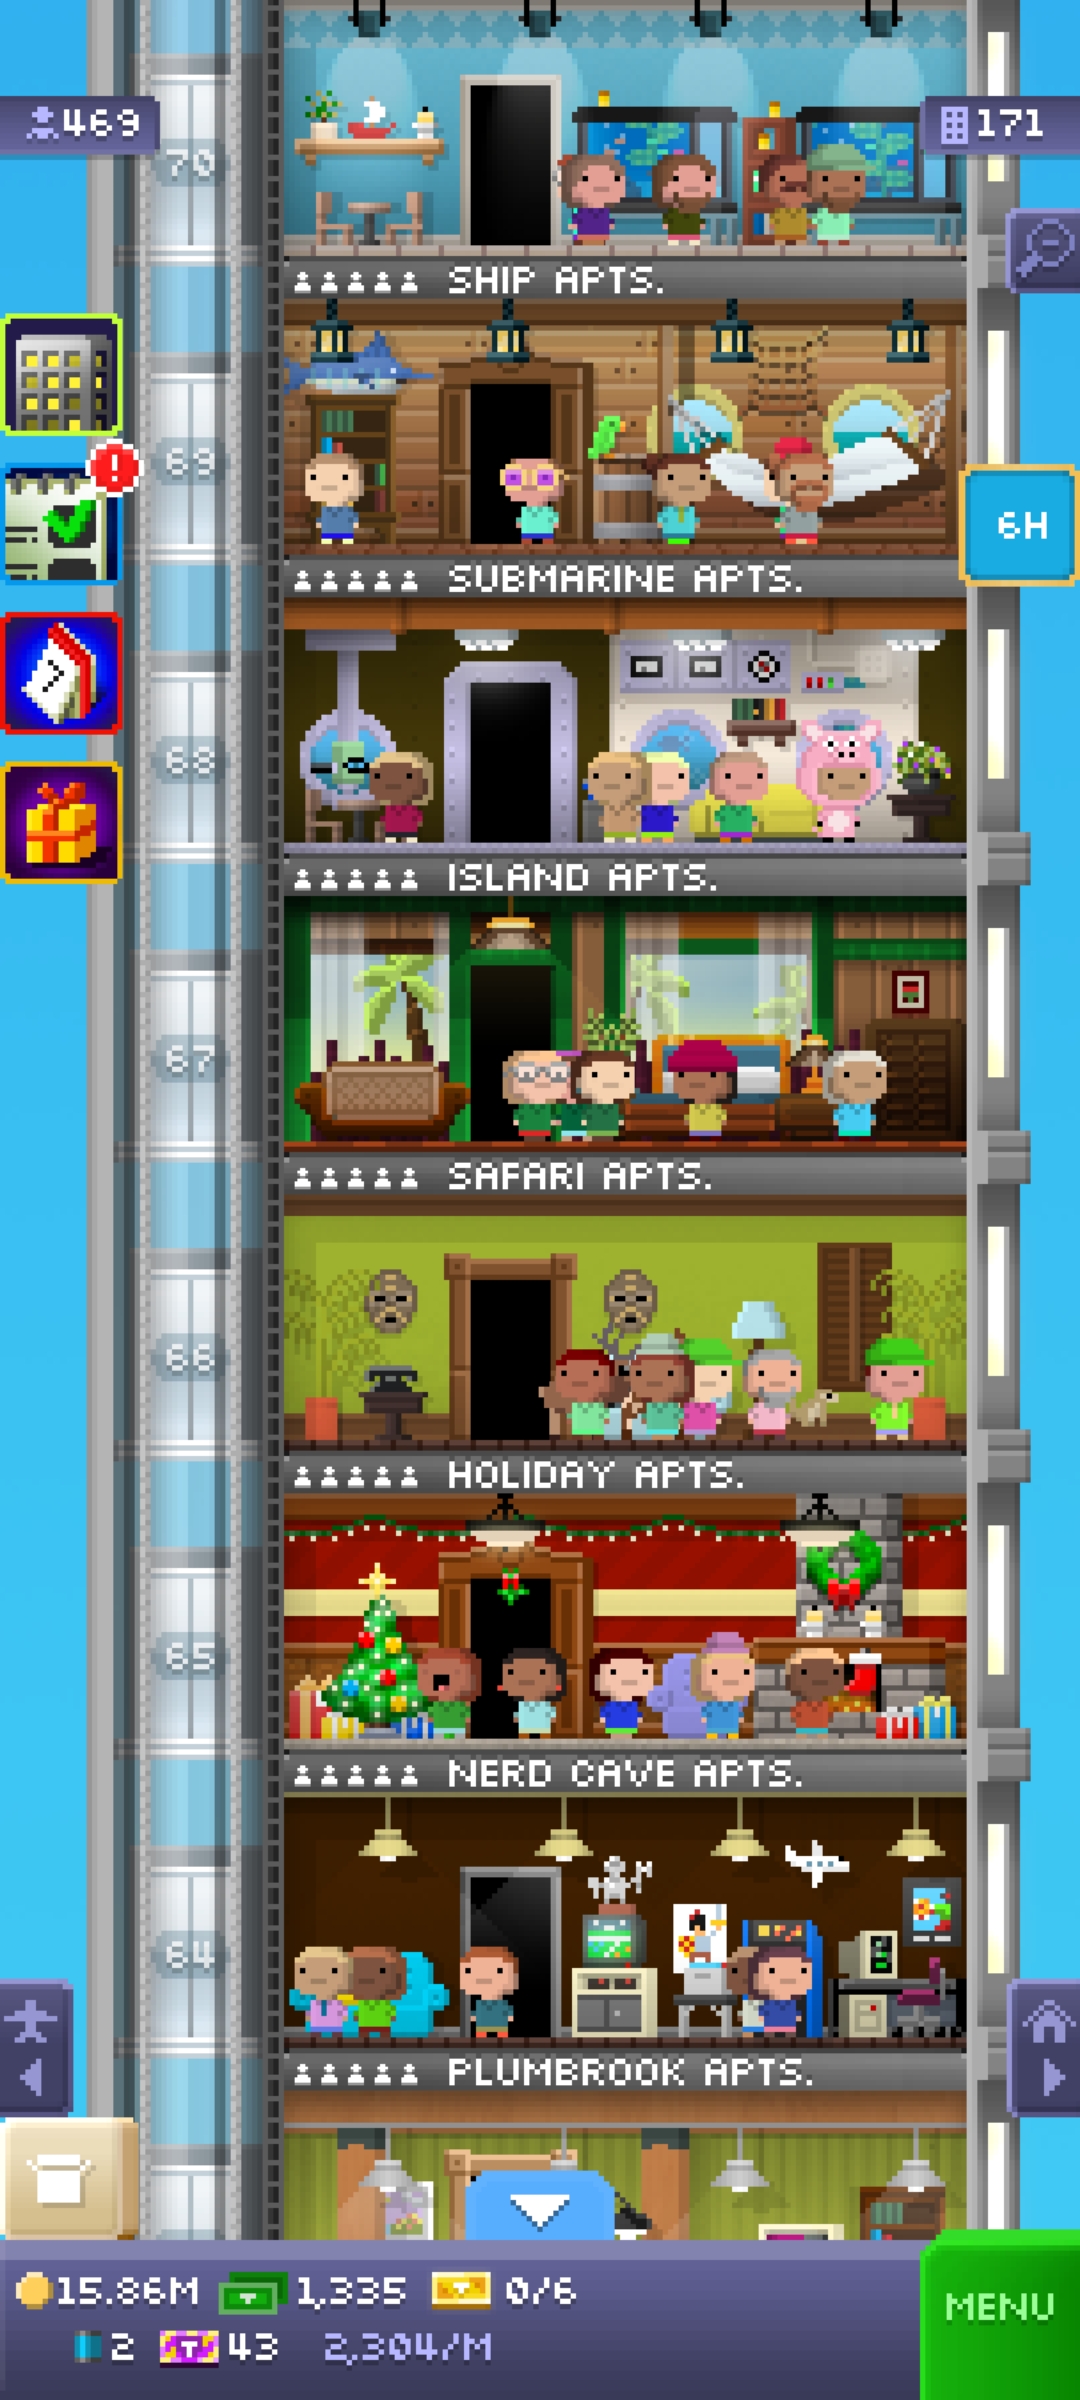 469
171
70
SHIP APTS.
69
6H
SUBMARINE APTS.
68
ISLAND APTS.
67
SAFARI APTS.
66
HOLIDAY APTS.
65
NERD CAVE APTS.
64
PLUMBROOK APTS.
15.86M 1,335 0/6
2 43 2,304/M
MENU